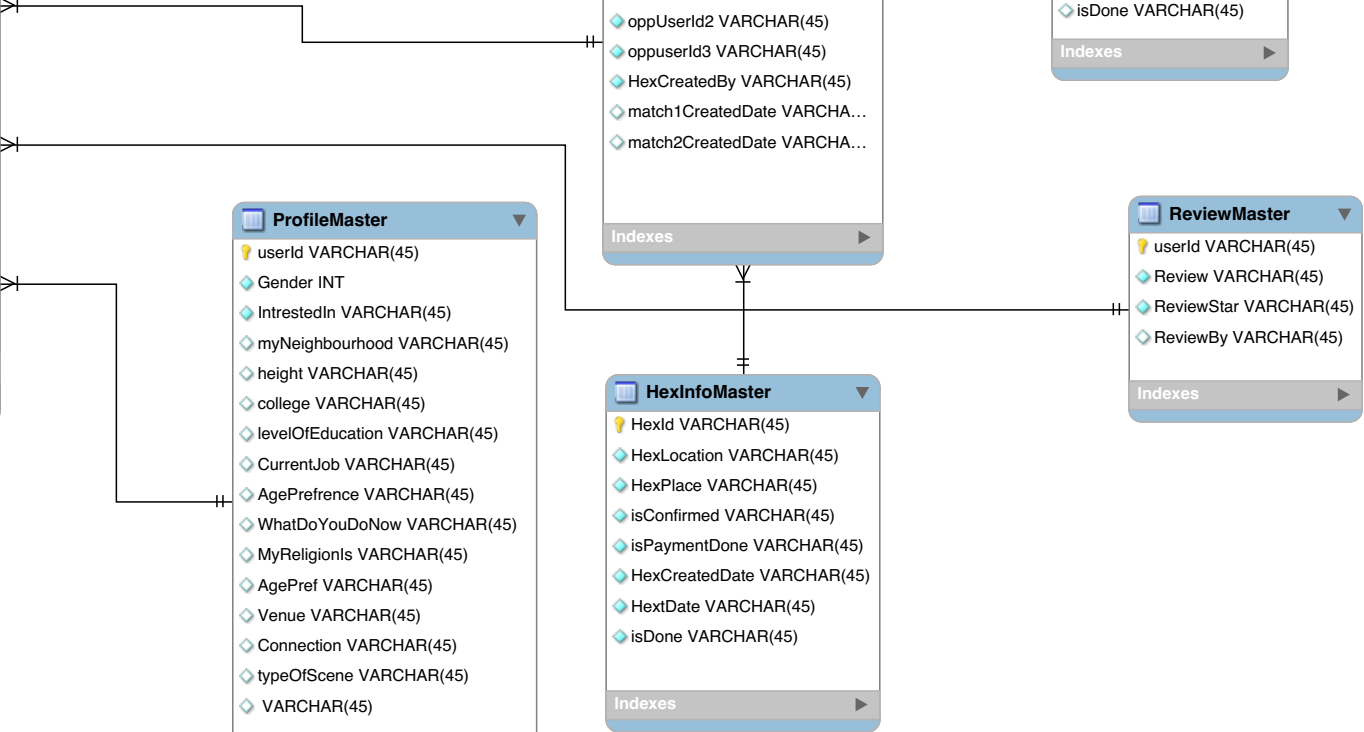 oppUserId2 VARCHAR(45)
oppuserId3 VARCHAR(45)
HexCreatedBy VARCHAR(45)
match1CreatedDate VARCHA...
match2CreatedDate VARCHA...
Indexes
isDone VARCHAR(45)
Indexes
ProfileMaster
userId VARCHAR(45)
Gender INT
IntrestedIn VARCHAR(45)
myNeighbourhood VARCHAR(45)
height VARCHAR(45)
college VARCHAR(45)
levelOfEducation VARCHAR(45)
CurrentJob VARCHAR(45)
AgePrefrence VARCHAR(45)
WhatDoYouDoNow VARCHAR(45)
MyReligionIs VARCHAR(45)
AgePref VARCHAR(45)
Venue VARCHAR(45)
Connection VARCHAR(45)
typeOfScene VARCHAR(45)
VARCHAR(45)
HexInfoMaster
HexId VARCHAR(45)
HexLocation VARCHAR(45)
HexPlace VARCHAR(45)
isConfirmed VARCHAR(45)
isPaymentDone VARCHAR(45)
HexCreatedDate VARCHAR(45)
HextDate VARCHAR(45)
isDone VARCHAR(45)
Indexes
ReviewMaster
userId VARCHAR(45)
Review VARCHAR(45)
ReviewStar VARCHAR(45)
ReviewBy VARCHAR(45)
Indexes